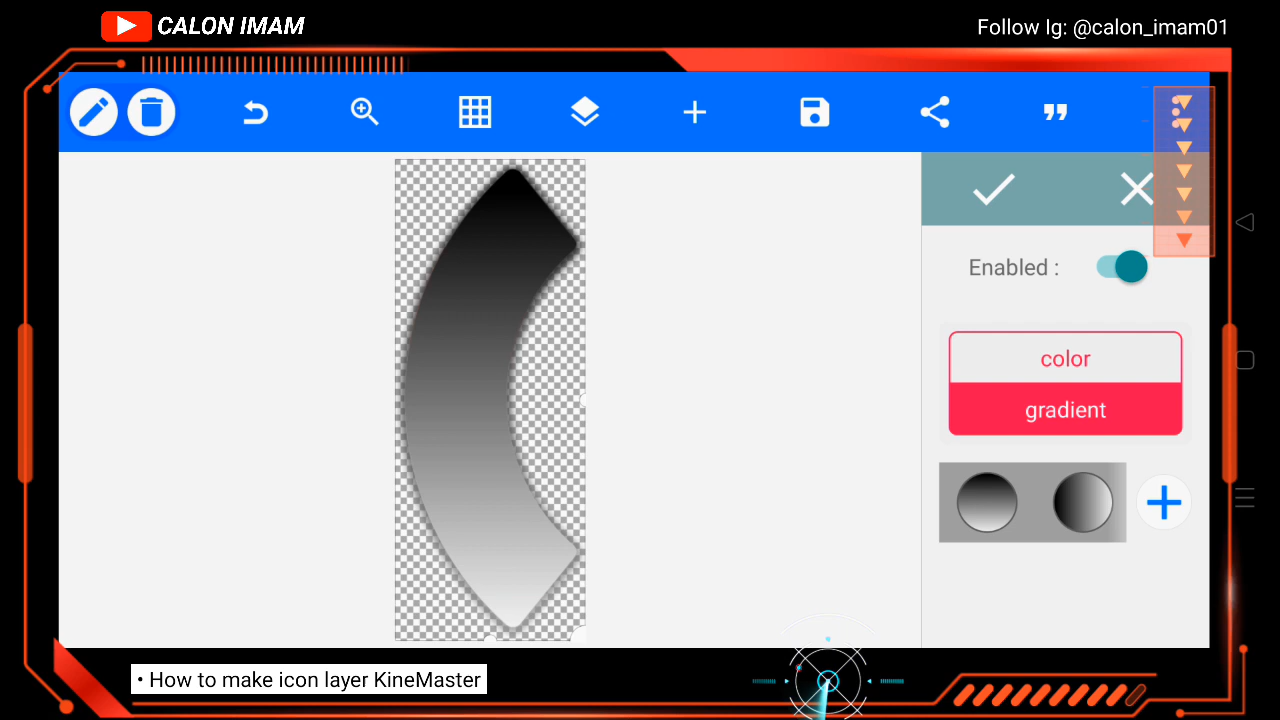 CALON IMAM
Follow Ig: @calon_imam01
Enabled :
color
gradient
• How to make icon layer KineMaster